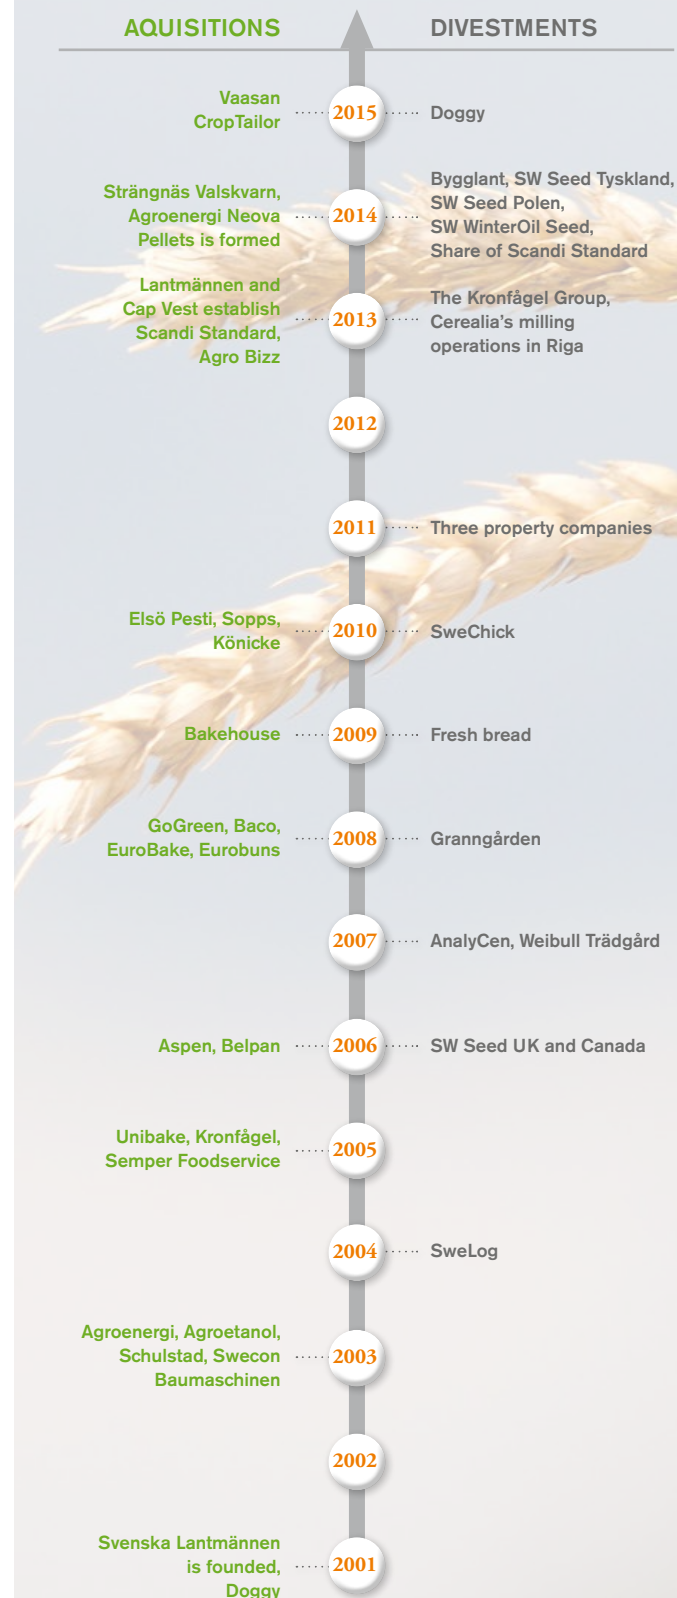 AQUISITIONS
DIVESTMENTS
Vaasan
CropTailor
2015
Doggy
Strängnäs Valskvarn,
Agroenergi Neova
Pellets is formed
2014
Bygglant, SW Seed Tyskland,
SW Seed Polen,
SW WinterOil Seed,
Share of Scandi Standard
Lantmännen and
Cap Vest establish
Scandi Standard,
Agro Bizz
2013
The Kronfågel Group,
Cerealia's milling
operations in Riga
2012
2011
Three property companies
Elsö Pesti, Sopps,
Könicke
2010
SweChick
Bakehouse
2009
Fresh bread
GoGreen, Baco,
EuroBake, Eurobuns
2008
Granngården
2007
AnalyCen, Weibull Trädgård
Aspen, Belpan
2006
SW Seed UK and Canada
Unibake, Kronfågel,
Semper Foodservice
2005
2004
SweLog
Agroenergi, Agroetanol,
Schulstad, Swecon
Baumaschinen
2003
2002
Svenska Lantmännen
is founded,
Doggy
2001